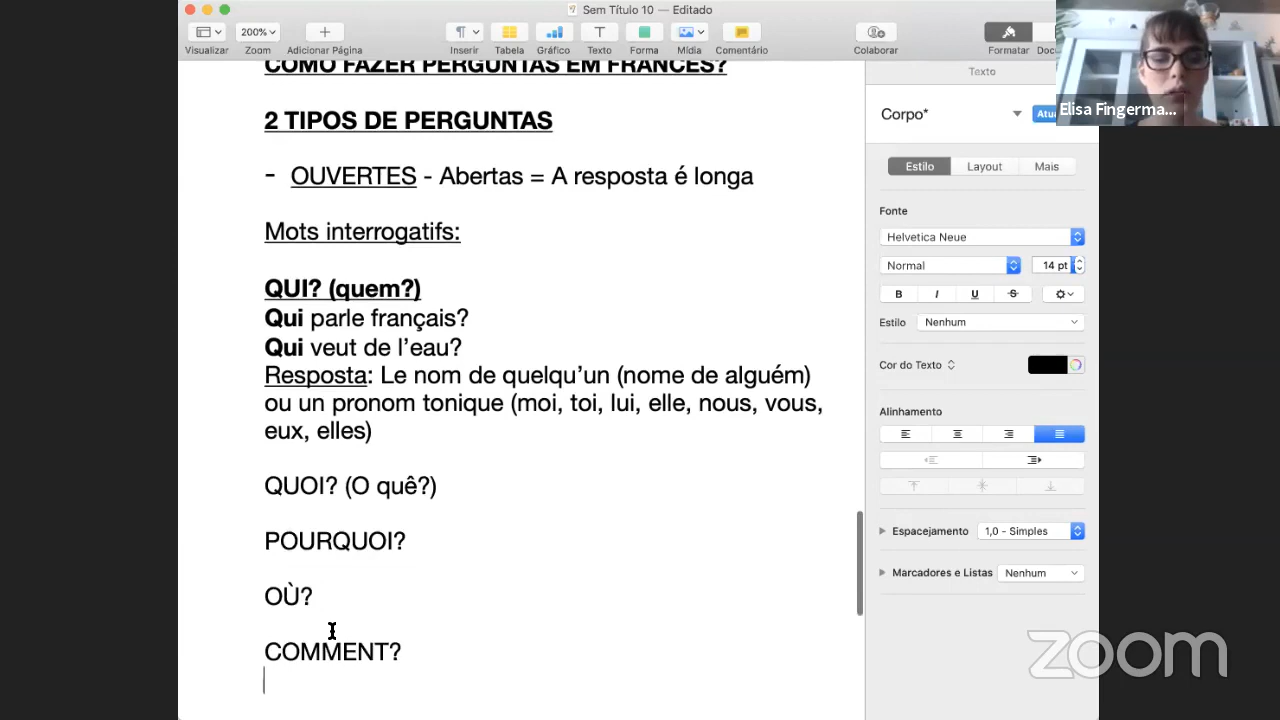 Sem Título 10 — Editado
200%
Visualizar Zoom Adicionar Página Inserir Tabela Gráfico Texto Forma Mídia Comentário Colaborar Formatar Doc
COMO FAZER PERGUNTAS EM FRANCÊS?
2 TIPOS DE PERGUNTAS
- OUVERTES - Abertas = A resposta é longa
Mots interrogatifs:
QUI? (quem?)
Qui parle français?
Qui veut de l’eau?
Resposta: Le nom de quelqu’un (nome de alguém)
ou un pronom tonique (moi, toi, lui, elle, nous, vous,
eux, elles)
QUOI? (O quê?)
POURQUOI?
OÙ?
COMMENT?
Texto
Corpo*
Atu
Estilo Layout Mais
Fonte
Helvetica Neue
Normal 14 pt
B I U S
Estilo Nenhum
Cor do Texto
Alinhamento
Espacejamento 1,0 - Simples
Marcadores e Listas Nenhum
Elisa Fingerma...
zoom